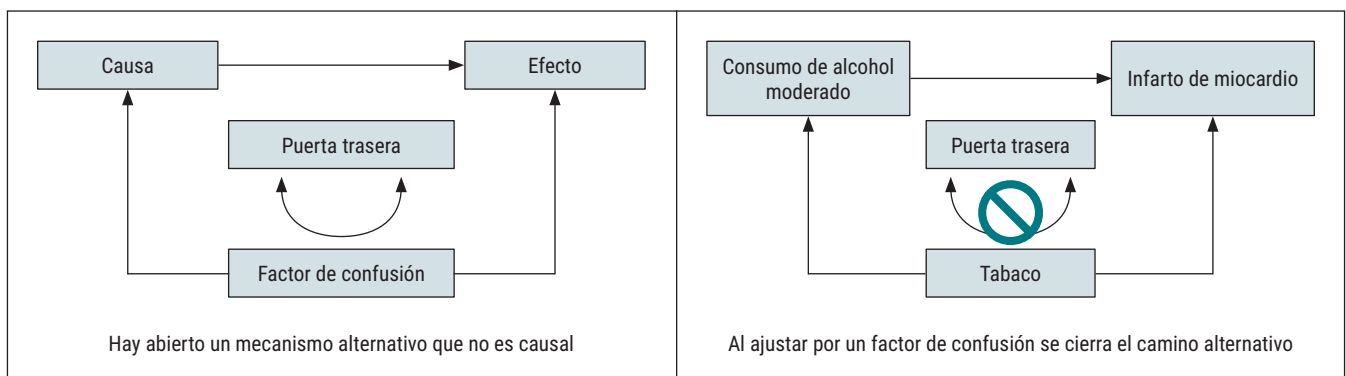 Causa
Efecto
Puerta trasera
Factor de confusión
Hay abierto un mecanismo alternativo que no es causal
Consumo de alcohol
moderado
Infarto de miocardio
Puerta trasera
Tabaco
Al ajustar por un factor de confusión se cierra el camino alternativo